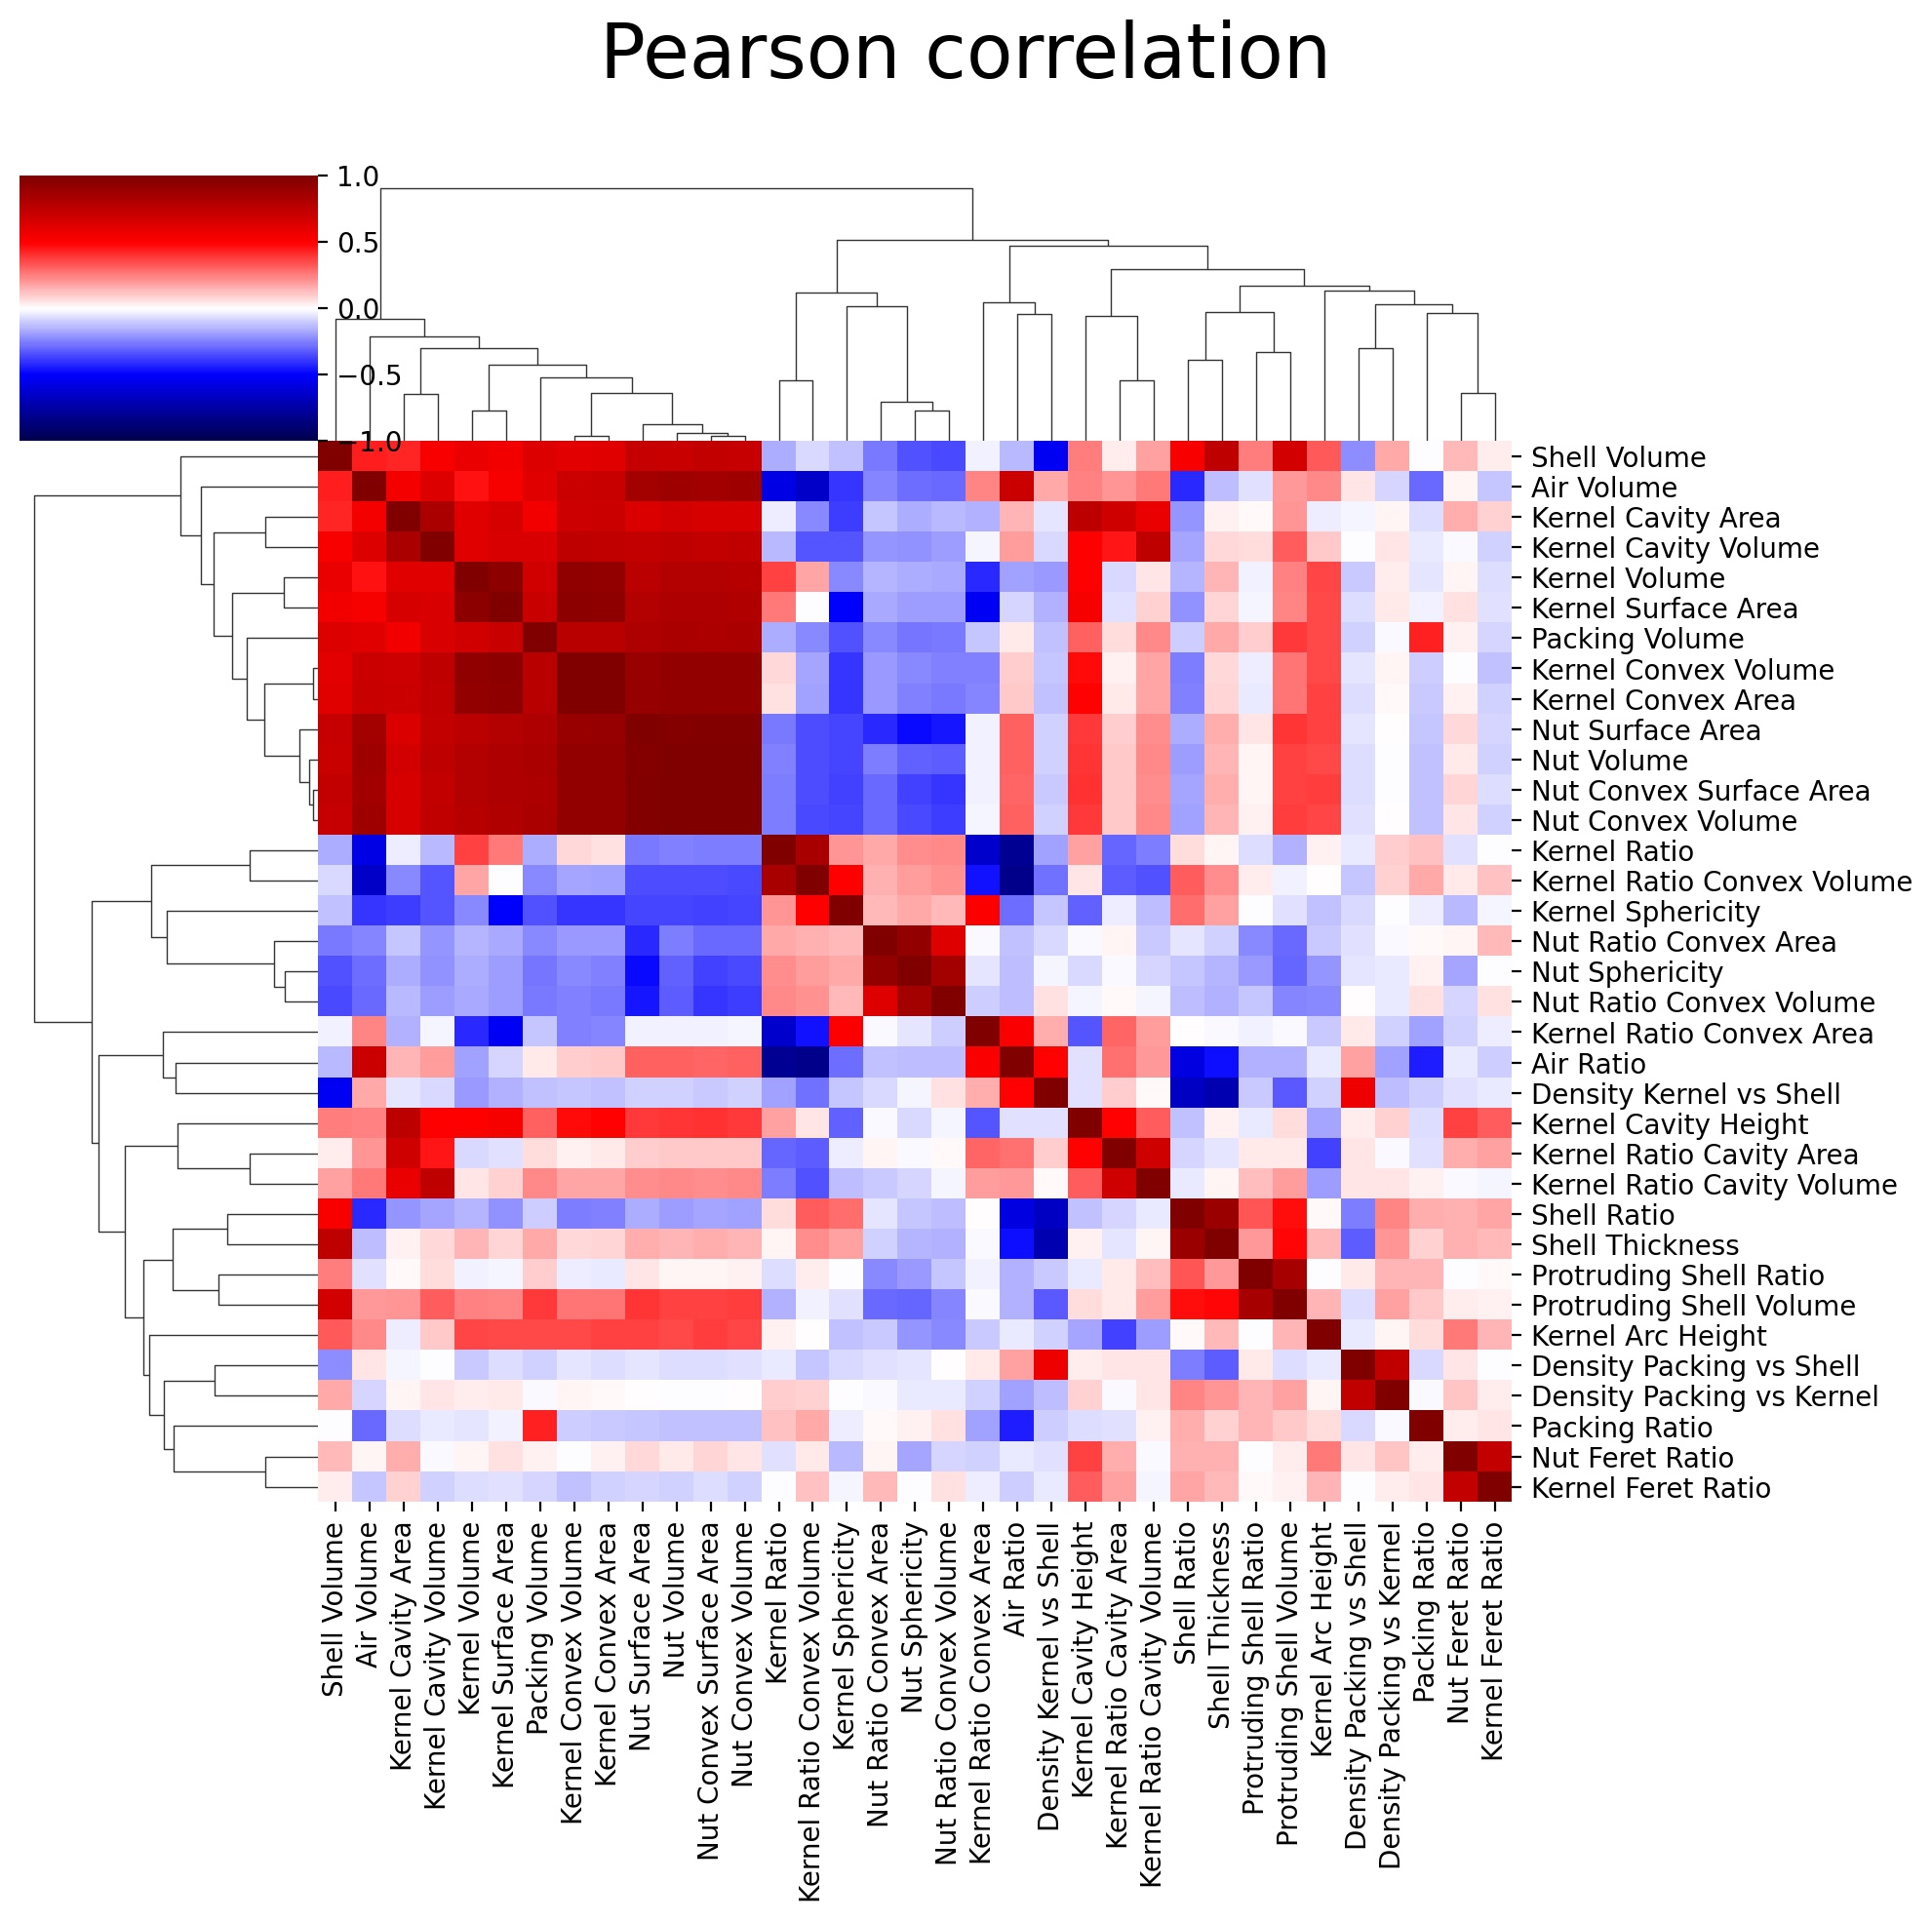 Pearson correlation
1.0
0.5
0.0
−0.5
−1.0
Shell Volume
Air Volume
Kernel Cavity Area
Kernel Cavity Volume
Kernel Volume
Kernel Surface Area
Packing Volume
Kernel Convex Volume
Kernel Convex Area
Nut Surface Area
Nut Volume
Nut Convex Surface Area
Nut Convex Volume
Kernel Ratio
Kernel Ratio Convex Volume
Kernel Sphericity
Nut Ratio Convex Area
Nut Sphericity
Nut Ratio Convex Volume
Kernel Ratio Convex Area
Air Ratio
Density Kernel vs Shell
Kernel Cavity Height
Kernel Ratio Cavity Area
Kernel Ratio Cavity Volume
Shell Ratio
Shell Thickness
Protruding Shell Ratio
Protruding Shell Volume
Kernel Arc Height
Density Packing vs Shell
Density Packing vs Kernel
Packing Ratio
Nut Feret Ratio
Kernel Feret Ratio
Shell Volume
Air Volume
Kernel Cavity Area
Kernel Cavity Volume
Kernel Volume
Kernel Surface Area
Packing Volume
Kernel Convex Volume
Kernel Convex Area
Nut Surface Area
Nut Volume
Nut Convex Surface Area
Nut Convex Volume
Kernel Ratio
Kernel Ratio Convex Volume
Kernel Sphericity
Nut Ratio Convex Area
Nut Sphericity
Nut Ratio Convex Volume
Kernel Ratio Convex Area
Air Ratio
Density Kernel vs Shell
Kernel Cavity Height
Kernel Ratio Cavity Area
Kernel Ratio Cavity Volume
Shell Ratio
Shell Thickness
Protruding Shell Ratio
Protruding Shell Volume
Kernel Arc Height
Density Packing vs Shell
Density Packing vs Kernel
Packing Ratio
Nut Feret Ratio
Kernel Feret Ratio